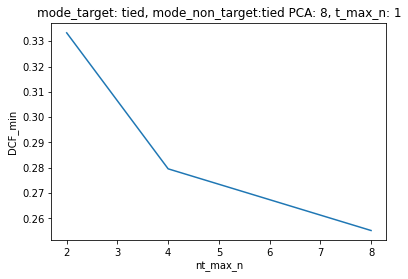 mode_target: tied, mode_non_target:tied PCA: 8, t_max_n: 1
0.33
0.32
0.31
0.30
0.29
0.28
0.27
0.26
DCF_min
2 3 4 5 6 7 8
nt_max_n